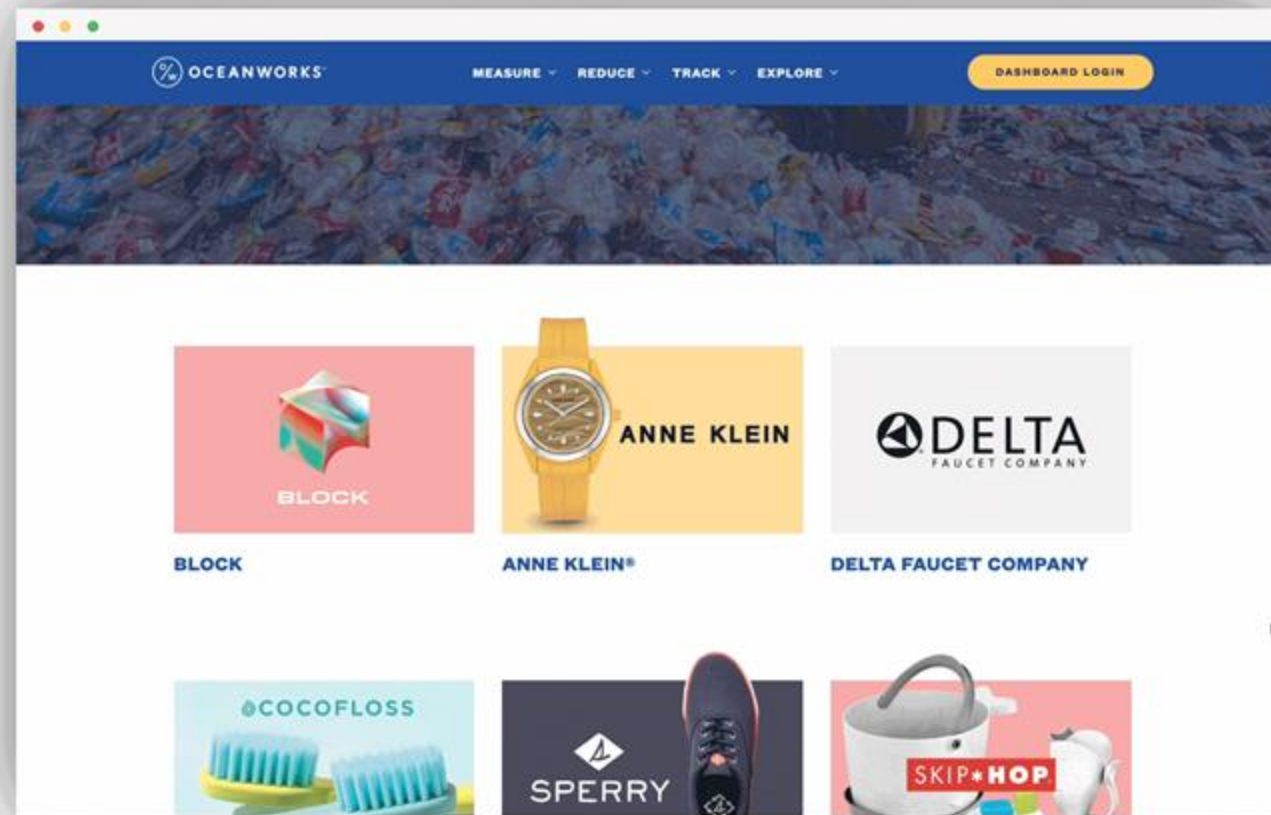 OCEANWORKS
MEASURE REDUCE TRACK EXPLORE
DASHBOARD LOGIN
BLOCK
ANNE KLEIN
DELTA
FAUCET COMPANY
BLOCK
ANNE KLEIN®
DELTA FAUCET COMPANY
COCOFLOSS
SPERRY
SKIP*HOP